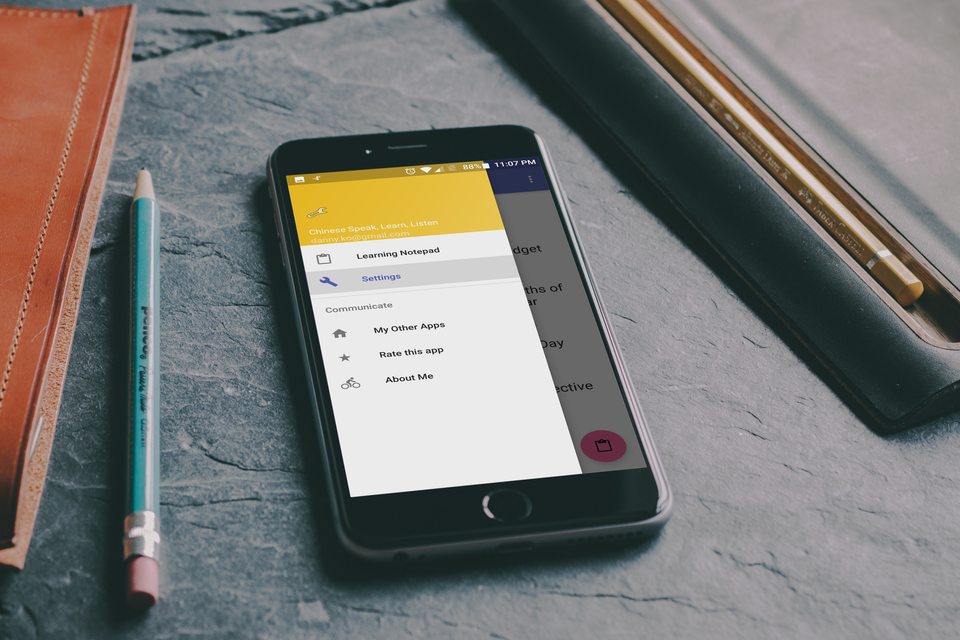 88% 11:07 PM
Chinese Speak, Learn, Listen
danny.ko@gmail.com
Learning Notepad
Settings
Communicate
My Other Apps
Rate this app
About Me
dget
ths of
ar
Day
ective